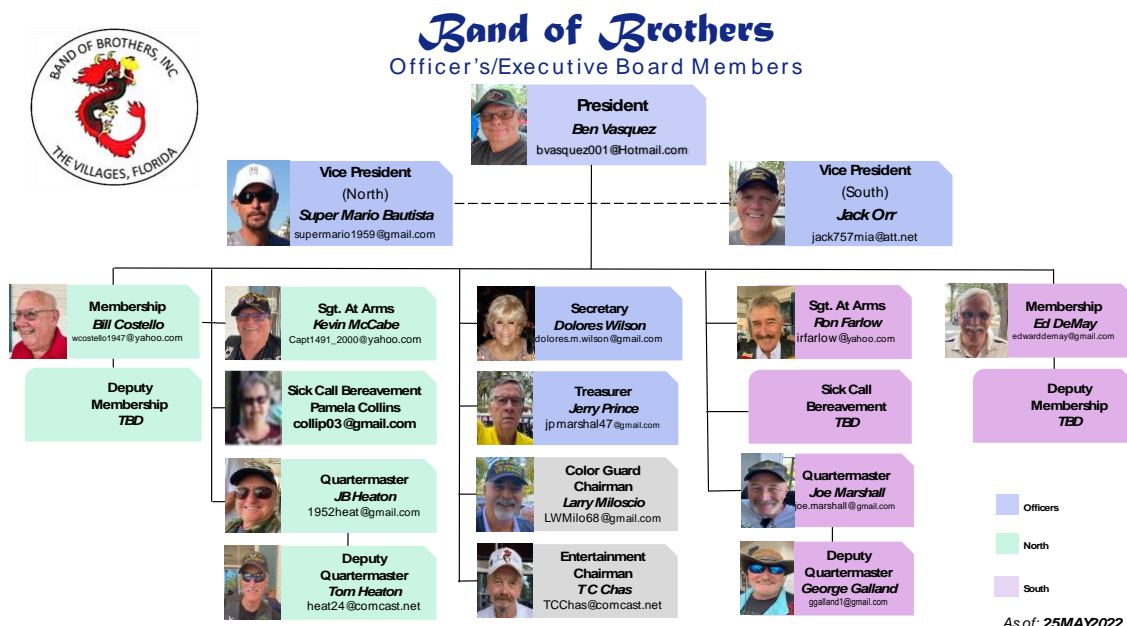 BAND OF BROTHERS, INC
THE VILLAGES, FLORIDA
Band of Brothers
Officer's/Executive Board Members
President
Ben Vasquez
bvasquez001@Hotmail.com
Vice President
(North)
Super Mario Bautista
supermario1959@gmail.com
Vice President
(South)
Jack Orr
jack757mia@att.net
Membership
Bill Costello
wcostello1947@yahoo.com
Deputy
Membership
TBD
Sgt. At Arms
Kevin McCabe
Capt1491_2000@yahoo.com
Sick Call Bereavement
Pamela Collins
collip03@gmail.com
Quartermaster
JB Heaton
1952heat@gmail.com
Deputy
Quartermaster
Tom Heaton
heat24@comcast.net
Secretary
Dolores Wilson
dolores.m.wilson@gmail.com
Treasurer
Jerry Prince
jpmarshal47@gmail.com
Color Guard
Chairman
Larry Miloscio
LWMilo68@gmail.com
Entertainment
Chairman
T C Chas
TCChas@comcast.net
Sgt. At Arms
Ron Farlow
irfarlow@yahoo.com
Sick Call
Bereavement
TBD
Quartermaster
Joe Marshall
joe.marshall@gmail.com
Deputy
Quartermaster
George Galland
ggalland1@gmail.com
Membership
Ed DeMay
edwarddemay@gmail.com
Deputy
Membership
TBD
Officers
North
South
As of: 25MAY2022